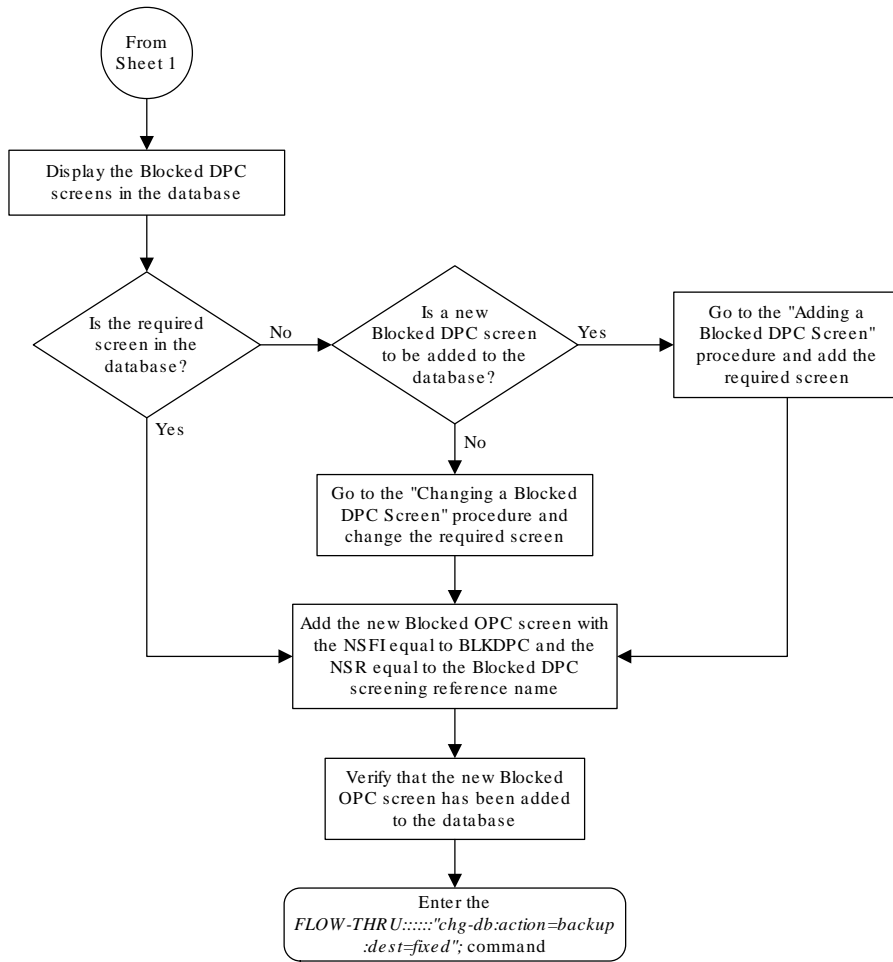 From
Sheet 1
Display the Blocked DPC
screens in the database
Is the required
screen in the
database?
No
Is a new
Blocked DPC screen
to be added to the
database?
Yes
Go to the "Adding a
Blocked DPC Screen"
procedure and add the
required screen
Yes
No
Go to the "Changing a Blocked
DPC Screen" procedure and
change the required screen
Add the new Blocked OPC screen with
the NSFI equal to BLKDPC and the
NSR equal to the Blocked DPC
screening reference name
Verify that the new Blocked
OPC screen has been added
to the database
Enter the
FLOW-THRU::::::"chg-db:action=backup
:dest=fixed"; command